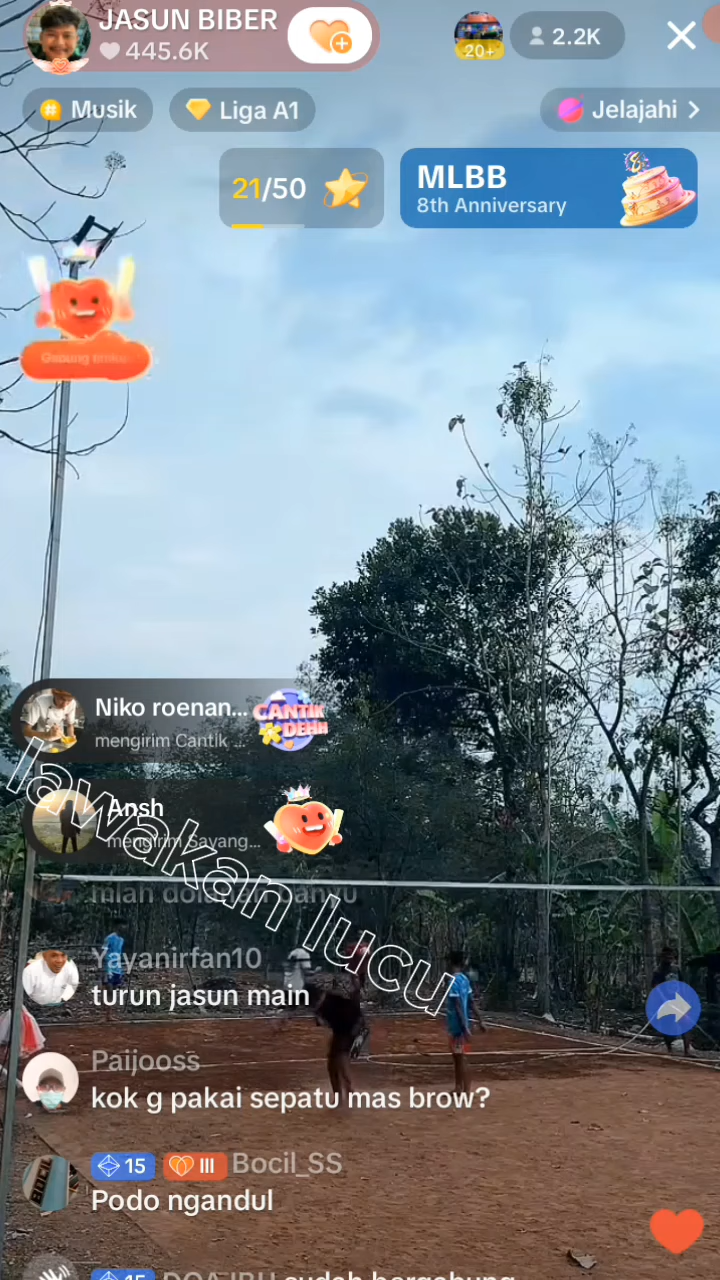 JASUN BIBER
445.6K
20+
2.2K
Musik
Liga A1
Jelajahi
21/50
MLBB
8th Anniversary
Niko roenan...
mengirim Cantik ...
CANTIK DEHH
Ansh
mengirim Sayang...
lawakan lucu
Yayanirfan10
turun jasun main
Paijooss
kok g pakai sepatu mas brow?
15 III Bocil_SS
Podo ngandul
15 sudah bergabung